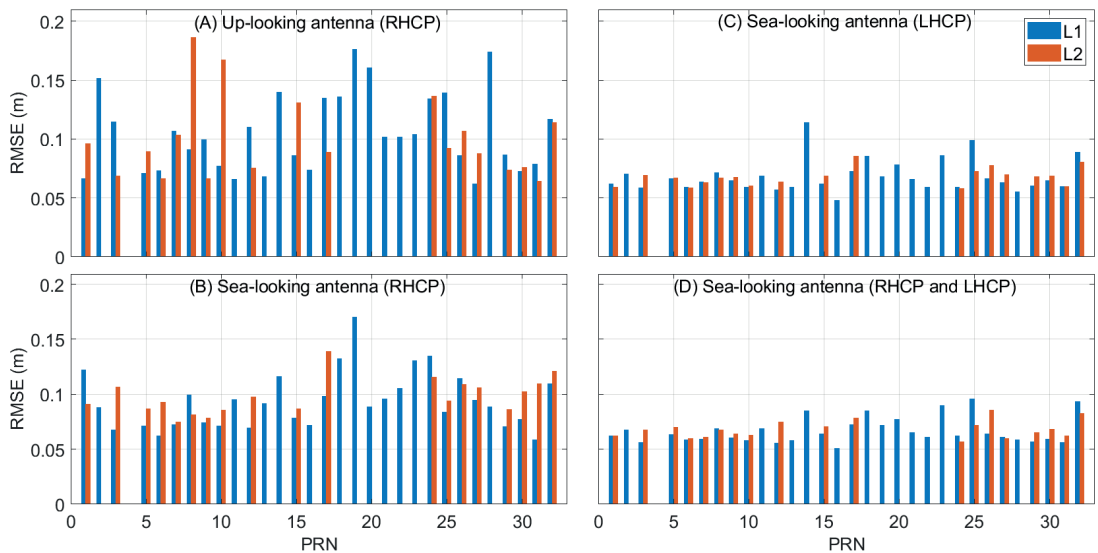 (A) Up-looking antenna (RHCP)
0.2
0.15
0.1
0.05
0
RMSE (m)
(C) Sea-looking antenna (LHCP)
L1
L2
(B) Sea-looking antenna (RHCP)
0.2
0.15
0.1
0.05
0
RMSE (m)
0 5 10 15 20 25 30
PRN
(D) Sea-looking antenna (RHCP and LHCP)
0 5 10 15 20 25 30
PRN